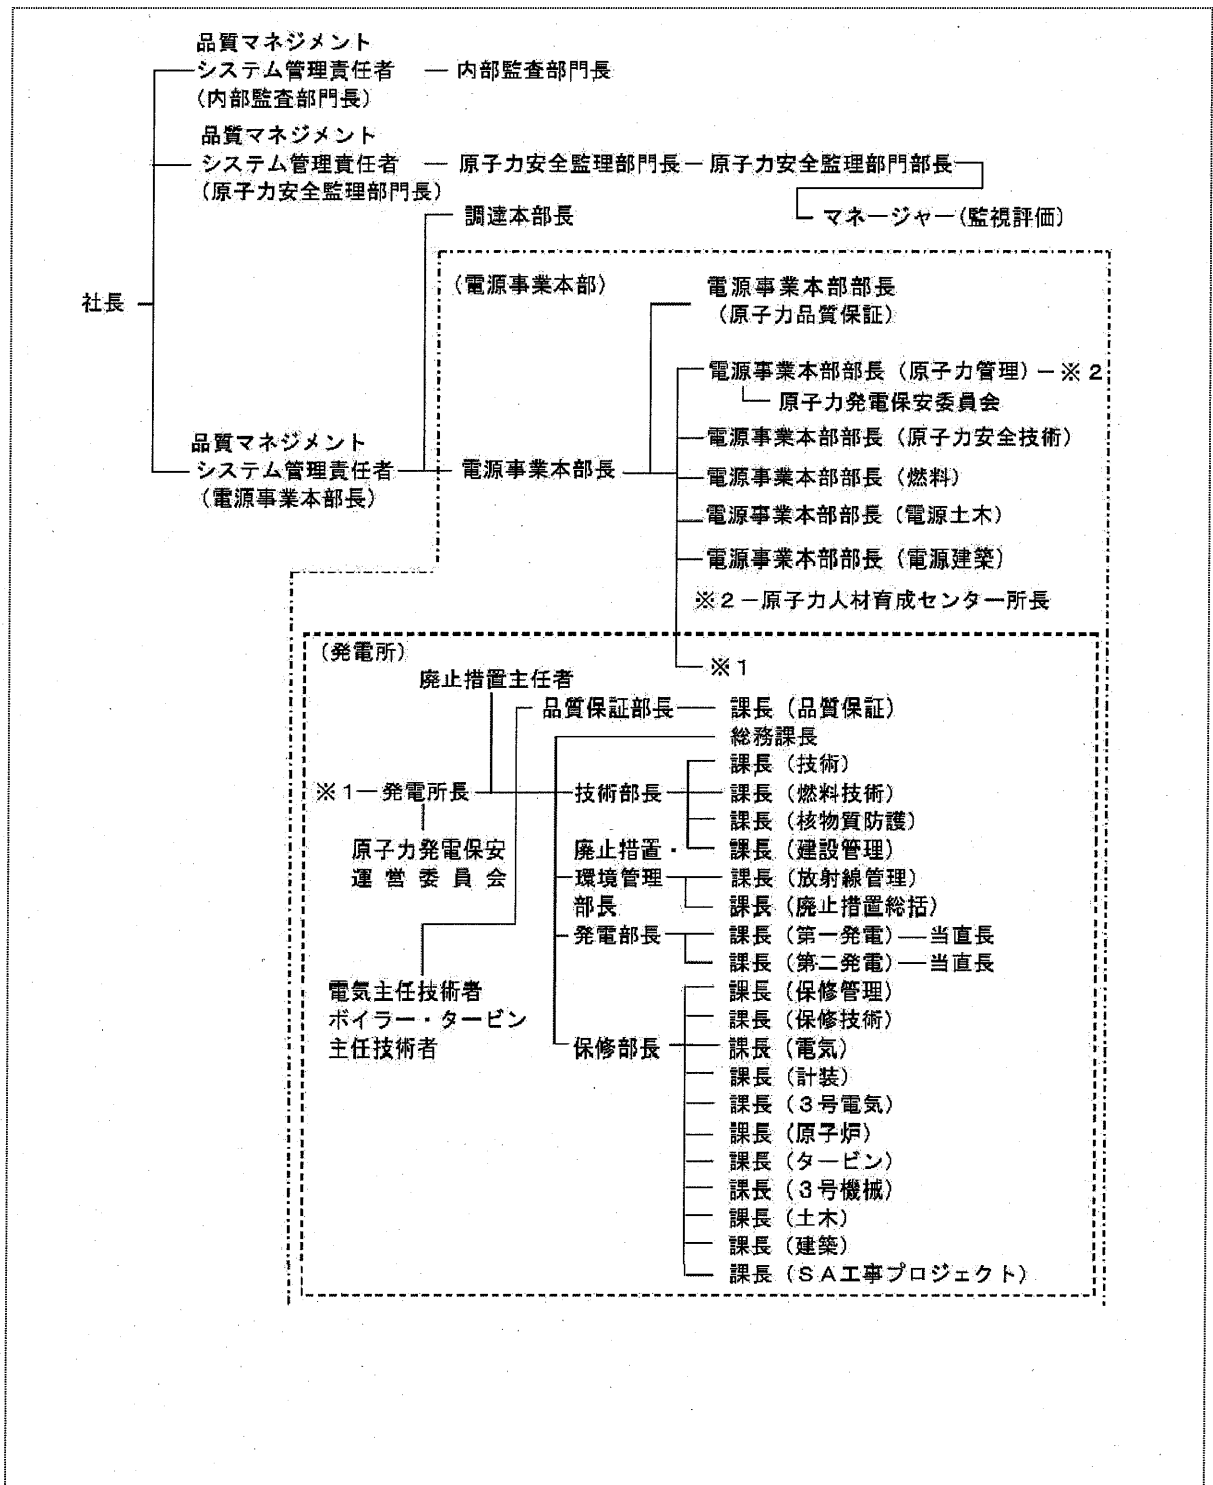 品質マネジメント
システム管理責任者 ― 内部監査部門長
(内部監査部門長)
品質マネジメント
システム管理責任者 ― 原子力安全監理部門長 ― 原子力安全監理部門部長
(原子力安全監理部門長)
マネージャー(監視評価)
調達本部長
(電源事業本部)
電源事業本部部長
(原子力品質保証)
社長
電源事業本部部長(原子力管理)-※2
原子力発電保安委員会
電源事業本部部長(原子力安全技術)
品質マネジメント
システム管理責任者
(電源事業本部長)
電源事業本部長
電源事業本部部長(燃料)
電源事業本部部長(電源土木)
電源事業本部部長(電源建築)
※2-原子力人材育成センター所長
(発電所)
※1
廃止措置主任者
品質保証部長 課長(品質保証)
総務課長
課長(技術)
※1-発電所長 技術部長 課長(燃料技術)
課長(核物質防護)
課長(建設管理)
原子力発電保安
運営委員会
廃止措置・
環境管理
部長
課長(放射線管理)
課長(廃止措置総括)
発電部長 課長(第一発電)―当直長
課長(第二発電)―当直長
電気主任技術者
ボイラー・タービン
主任技術者
課長(保修管理)
課長(保修技術)
保修部長 課長(電気)
課長(計装)
課長(3号電気)
課長(原子炉)
課長(タービン)
課長(3号機械)
課長(土木)
課長(建築)
課長(SA工事プロジェクト)